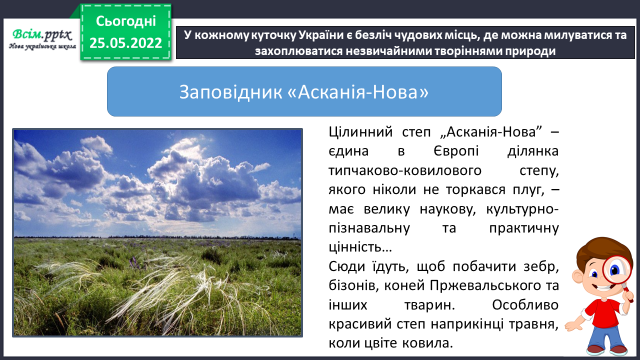 Всім.pptx
Нова українська школа
Сьогодні
25.05.2022
У кожному куточку України є безліч чудових місць, де можна милуватися та
захоплюватися незвичайними творіннями природи
Заповідник «Асканія-Нова»
Цілинний степ „Асканія-Нова” –
єдина в Європі ділянка
типчаково-ковилового степу,
якого ніколи не торкався плуг, –
має велику наукову, культурно-
пізнавальну та практичну
цінність…
Сюди їдуть, щоб побачити зебр,
бізонів, коней Пржевальського та
інших тварин. Особливо
красивий степ наприкінці травня,
коли цвіте ковила.